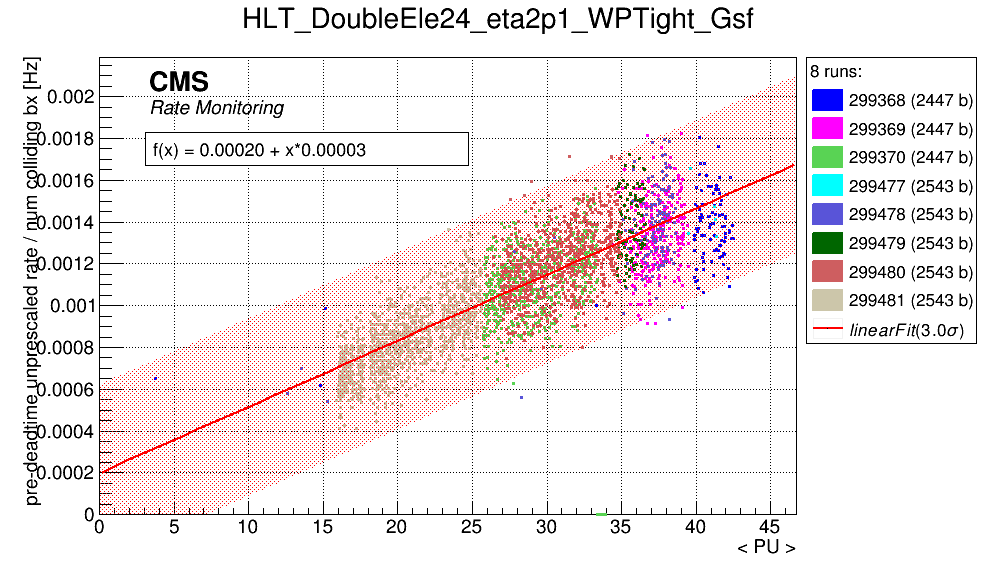 HLT_DoubleEle24_eta2p1_WPTight_Gsf
pre-deadtime unprescaled rate / num colliding bx [Hz]
CMS
Rate Monitoring
f(x) = 0.00020 + x*0.00003
0.002
0.0018
0.0016
0.0014
0.0012
0.001
0.0008
0.0006
0.0004
0.0002
0
0 5 10 15 20 25 30 35 40 45
< PU >
8 runs:
299368 (2447 b)
299369 (2447 b)
299370 (2447 b)
299477 (2543 b)
299478 (2543 b)
299479 (2543 b)
299480 (2543 b)
299481 (2543 b)
linearFit(3.0σ)